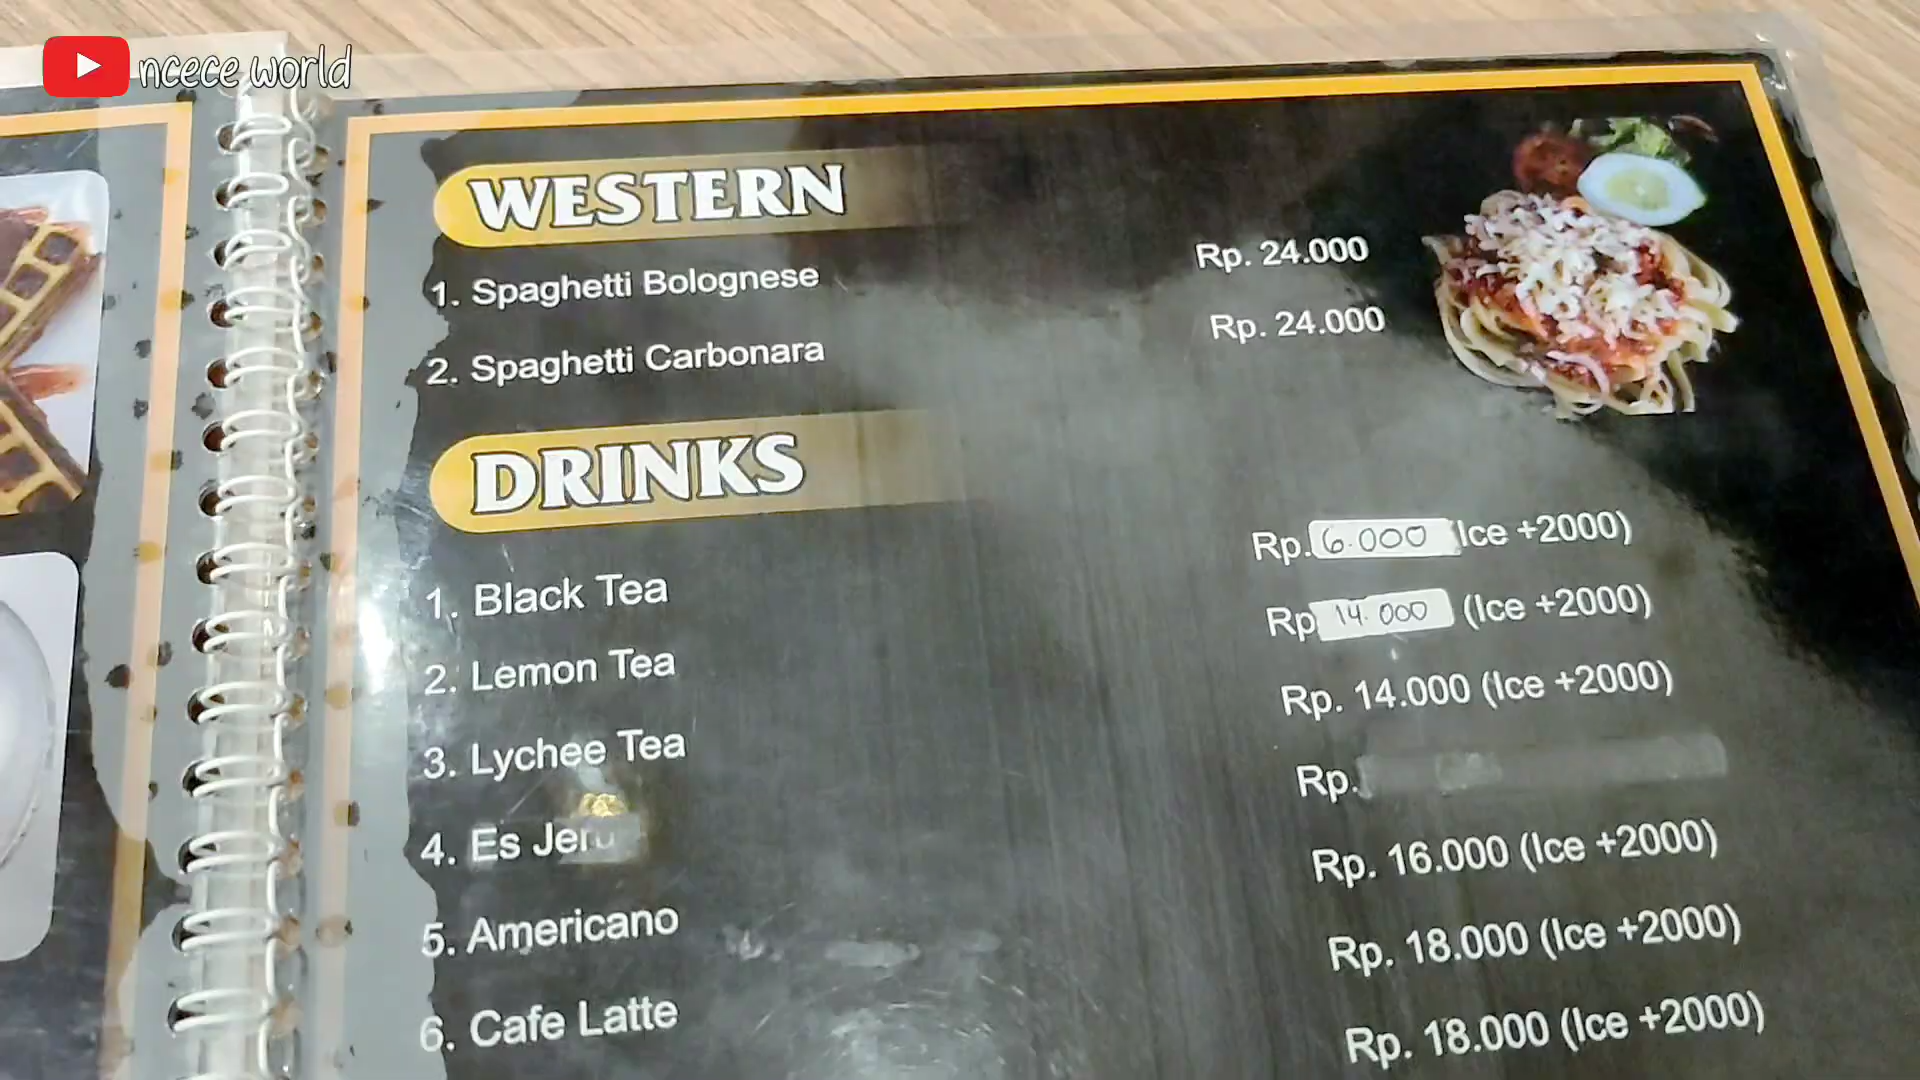 ncece world
WESTERN
1. Spaghetti Bolognese Rp. 24.000
2. Spaghetti Carbonara Rp. 24.000
DRINKS
1. Black Tea Rp. 6.000 (Ice +2000)
2. Lemon Tea Rp 14.000 (Ice +2000)
3. Lychee Tea Rp. 14.000 (Ice +2000)
4. Es Jeru Rp.
5. Americano Rp. 16.000 (Ice +2000)
6. Cafe Latte Rp. 18.000 (Ice +2000)
Rp. 18.000 (Ice +2000)